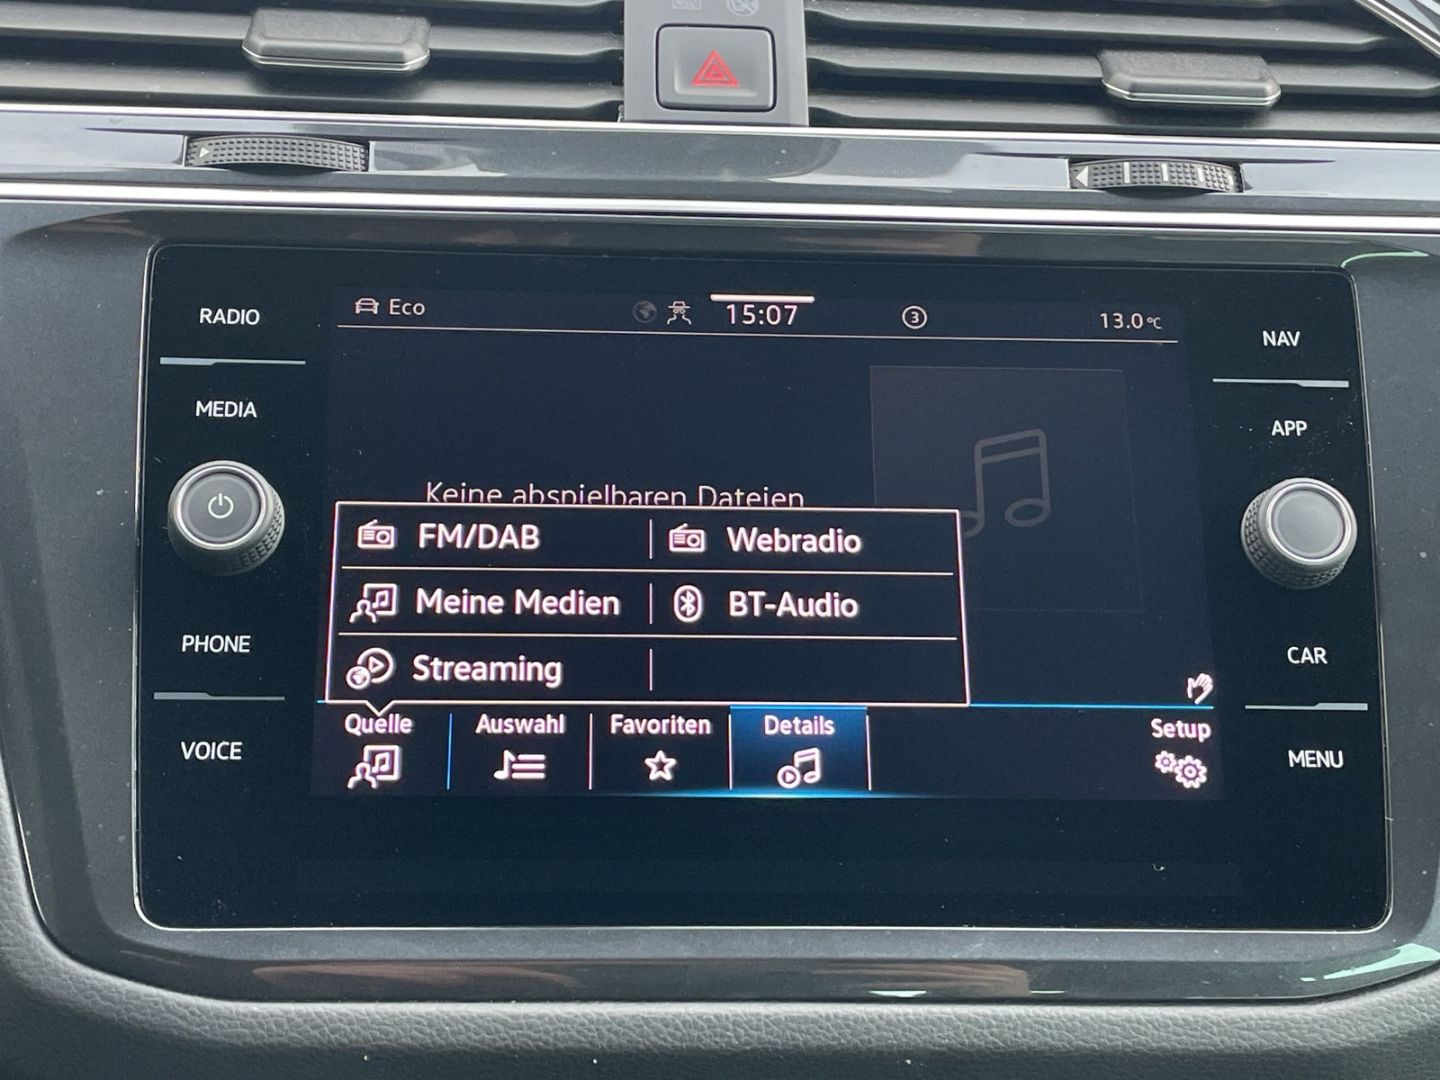 RADIO
MEDIA
PHONE
VOICE
Eco
15:07
3
13.0°C
Keine abspielbaren Dateien
FM/DAB
Webradio
Meine Medien
BT-Audio
Streaming
Quelle
Auswahl
Favoriten
Details
Setup
NAV
APP
CAR
MENU